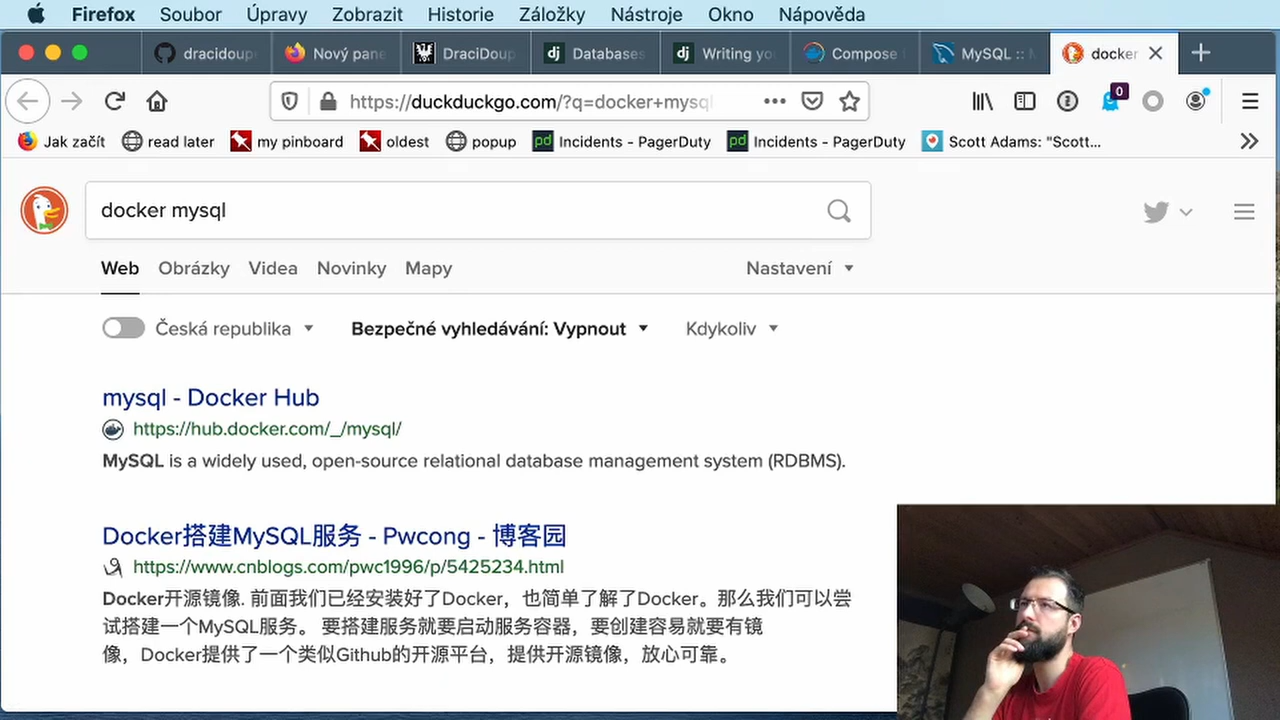 Firefox Soubor Úpravy Zobrazit Historie Záložky Nástroje Okno Nápověda
dracidoup Nový pane DraciDoup Databases Writing yo Compose MySQL :: docker
https://duckduckgo.com/?q=docker+mysql
0
Jak začít read later my pinboard oldest popup Incidents - PagerDuty Incidents - PagerDuty Scott Adams: "Scott...
docker mysql
Web Obrázky Videa Novinky Mapy Nastavení
Česká republika Bezpečné vyhledávání: Vypnout Kdykoliv
mysql - Docker Hub
https://hub.docker.com/_/mysql/
MySQL is a widely used, open-source relational database management system (RDBMS).
Docker搭建MySQL服务 - Pwcong - 博客园
https://www.cnblogs.com/pwc1996/p/5425234.html
Docker开源镜像. 前面我们已经安装好了Docker，也简单了解了Docker。那么我们可以尝
试搭建一个MySQL服务。 要搭建服务就要启动服务容器，要创建容易就要有镜
像，Docker提供了一个类似Github的开源平台，提供开源镜像，放心可靠。